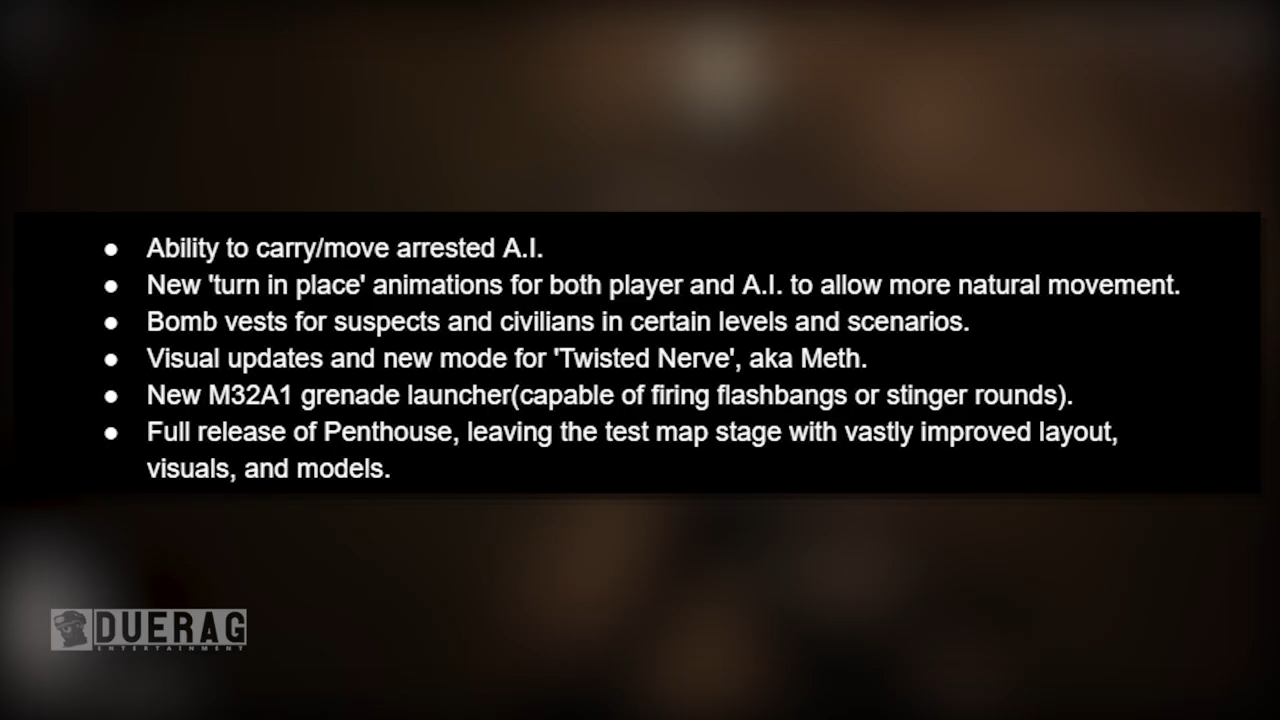 ● Ability to carry/move arrested A.I.
● New 'turn in place' animations for both player and A.I. to allow more natural movement.
● Bomb vests for suspects and civilians in certain levels and scenarios.
● Visual updates and new mode for 'Twisted Nerve', aka Meth.
● New M32A1 grenade launcher(capable of firing flashbangs or stinger rounds).
● Full release of Penthouse, leaving the test map stage with vastly improved layout,
visuals, and models.
DUERAG
ENTERTAINMENT